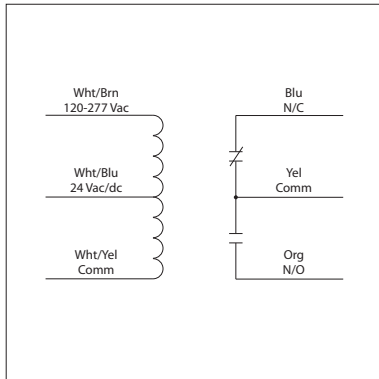 Wht/Brn
120-277 Vac
Blu
N/C
Wht/Blu
24 Vac/dc
Yel
Comm
Wht/Yel
Comm
Org
N/O